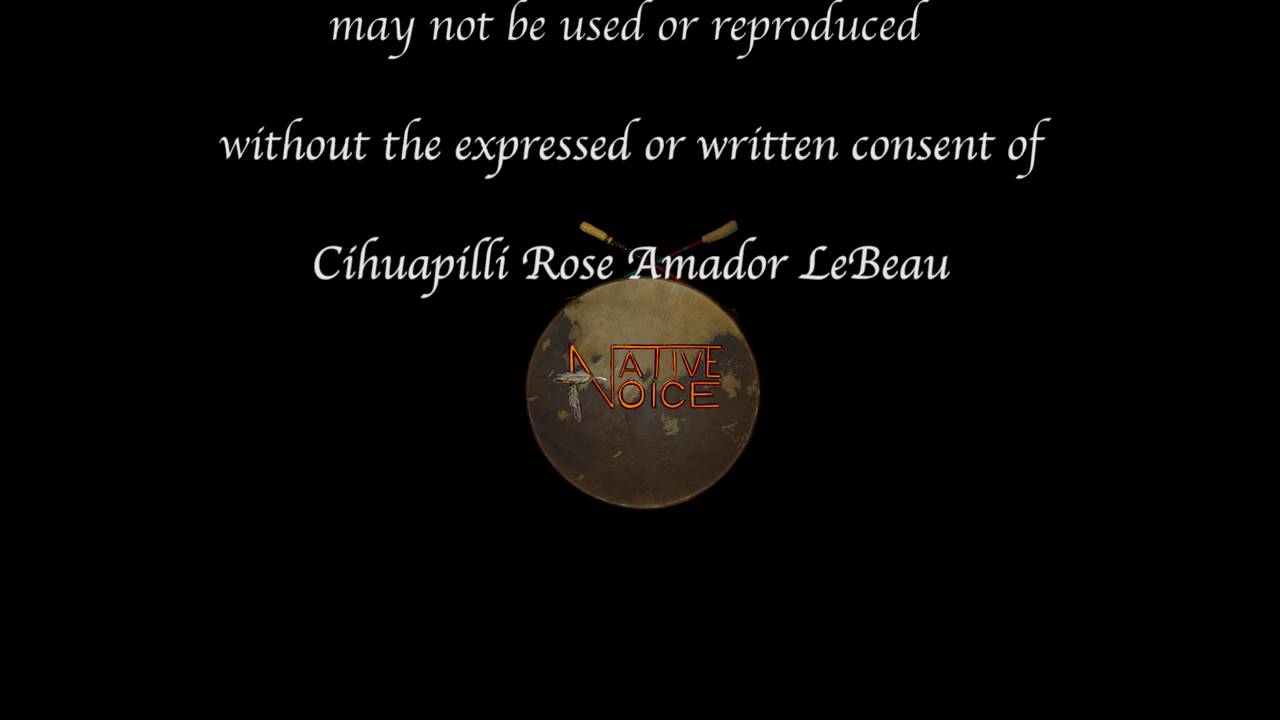 may not be used or reproduced
without the expressed or written consent of
Cihuapilli Rose Amador LeBeau
NATIVE
VOICE